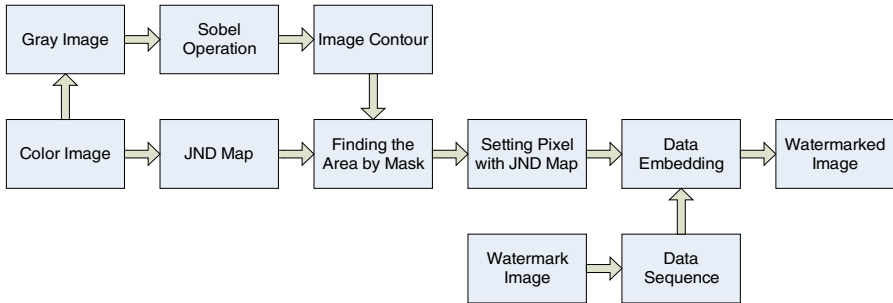 Gray Image
Sobel
Operation
Image Contour
Color Image
JND Map
Finding the
Area by Mask
Setting Pixel
with JND Map
Data
Embedding
Watermarked
Image
Watermark
Image
Data
Sequence